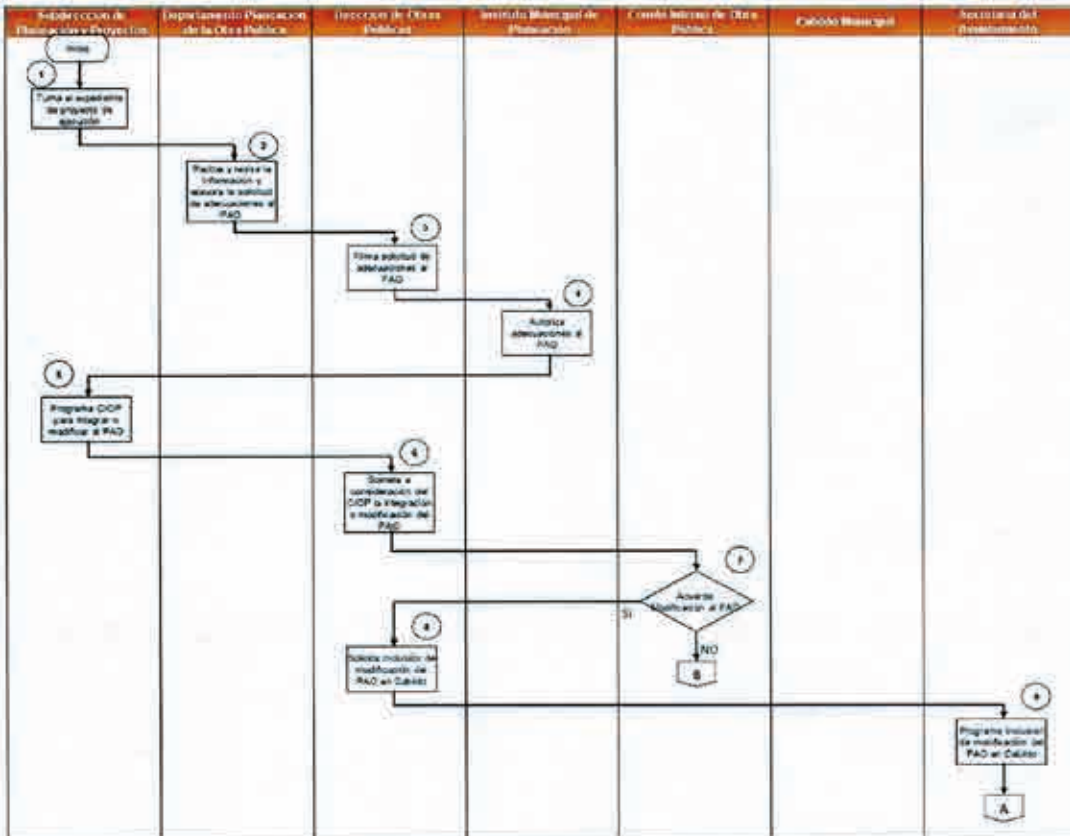 Subdirección de
Planeación y Proyectos
Departamento Planeación
de la Obra Pública
Dirección de Obras
Públicas
Instituto Municipal de
Planeación
Comité Interno de Obra
Pública
Cabildo Municipal
Secretaría del
Ayuntamiento
Inicio
1
Turna el expediente
de proyecto de
ejecución
2
Recibe y revisa la
información y
elabora la solicitud
de adecuaciones al
PAO
3
Firma solicitud de
adecuaciones al
PAO
4
Autoriza
adecuaciones al
PAO
5
Programa CIOP
para integrar o
modificar al PAO
6
Somete a
consideración del
CIOP la integración
o modificación del
PAO
7
Acuerda
Modificación al PAO
SI
NO
B
8
Solicita inclusión de
modificación del
PAO en Cabildo
9
Programa inclusión
de modificación del
PAO en Cabildo
A